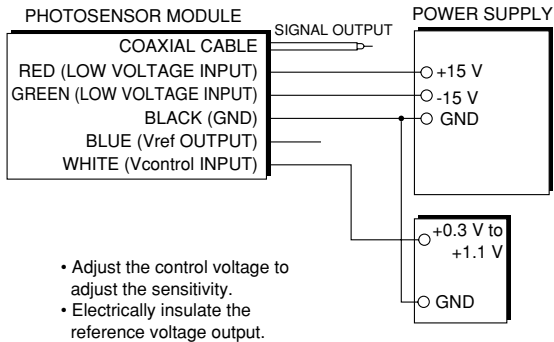 PHOTOSENSOR MODULE
SIGNAL OUTPUT
POWER SUPPLY
COAXIAL CABLE
RED (LOW VOLTAGE INPUT)
GREEN (LOW VOLTAGE INPUT)
BLACK (GND)
BLUE (Vref OUTPUT)
WHITE (Vcontrol INPUT)
+15 V
-15 V
GND
+0.3 V to
+1.1 V
GND
• Adjust the control voltage to
adjust the sensitivity.
• Electrically insulate the
reference voltage output.